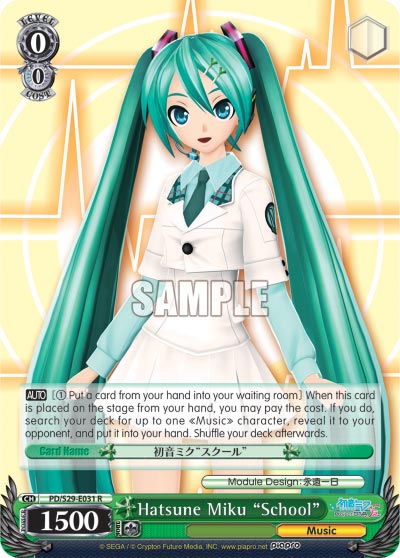 LEVEL
0
0
COST
SAMPLE
AUTO [① Put a card from your hand into your waiting room] When this
card is placed on the stage from your hand, you may pay the cost. If you do,
search your deck for up to one «Music» character, reveal it to your
opponent, and put it into your hand. Shuffle your deck afterwards.
Card Name 初音ミク“スクール”
Module Design:永遠一日
CH PD/S29-E031 R
POWER 1500 SOUL Hatsune Miku “School”
Music
© SEGA / © Crypton Future Media, INC. www.piapro.net piapro